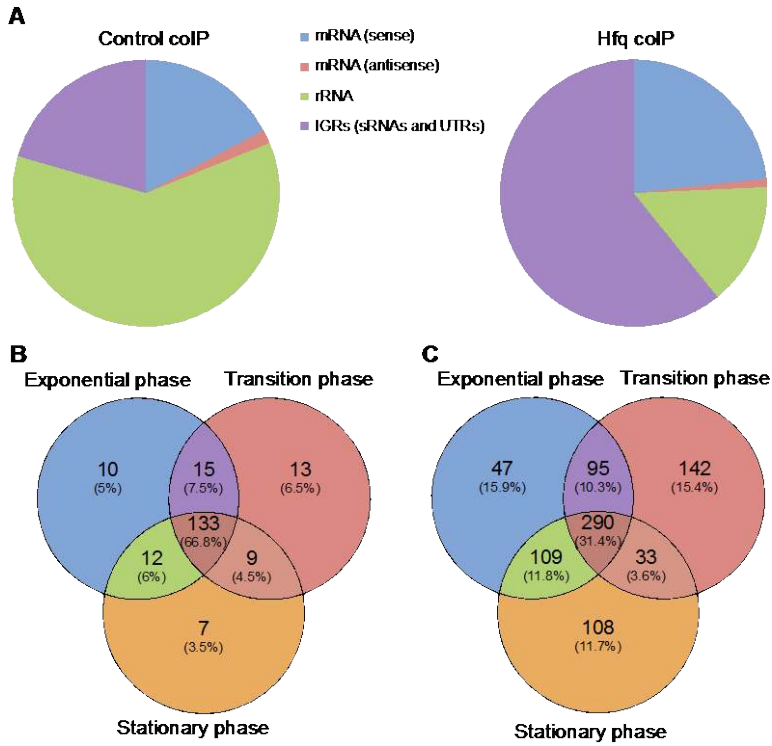 A
Control coIP
mRNA (sense)
mRNA (antisense)
rRNA
IGRs (sRNAs and UTRs)
Hfq coIP
B
Exponential phase
Transition phase
10
(5%)
15
(7.5%)
13
(6.5%)
133
(66.8%)
12
(6%)
9
(4.5%)
7
(3.5%)
Stationary phase
C
Exponential phase
Transition phase
47
(15.9%)
95
(10.3%)
142
(15.4%)
290
(31.4%)
109
(11.8%)
33
(3.6%)
108
(11.7%)
Stationary phase